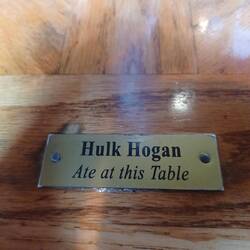 Hulk Hogan
Ate at this Table